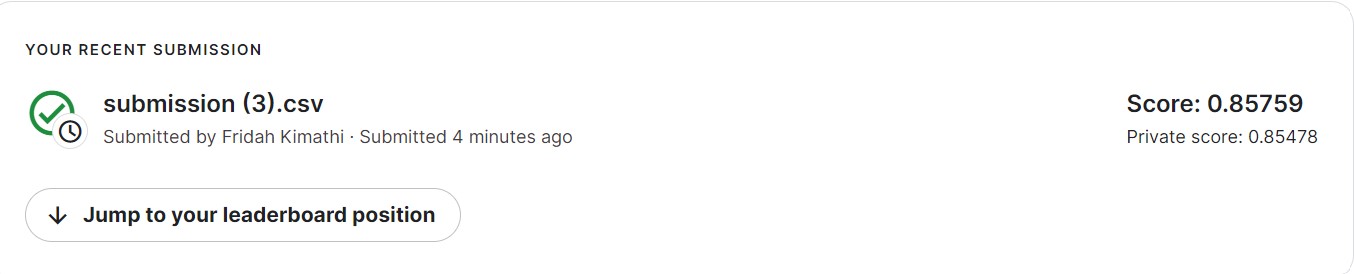 YOUR RECENT SUBMISSION
submission (3).csv
Score: 0.85759
Submitted by Fridah Kimathi · Submitted 4 minutes ago
Private score: 0.85478
Jump to your leaderboard position